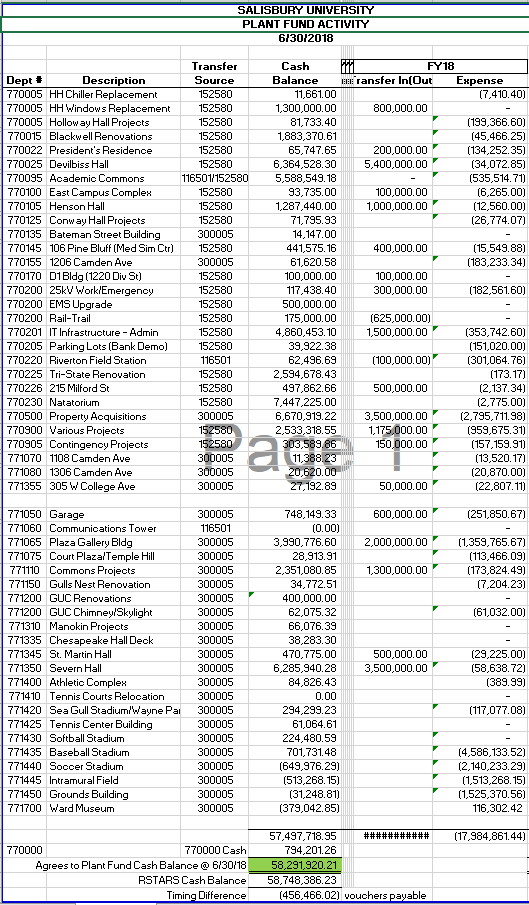 SALISBURY UNIVERSITY
PLANT FUND ACTIVITY
6/30/2018
Transfer Cash FY18
Dept # Description Source Balance Transfer In(Out Expense
770005 HH Chiller Replacement 152580 11,661.00 (7,410.40)
770005 HH Windows Replacement 152580 1,300,000.00 800,000.00 -
770005 Holloway Hall Projects 152580 81,733.40 (199,366.60)
770015 Blackwell Renovations 152580 1,883,370.61 (45,466.25)
770022 President's Residence 152580 65,747.65 200,000.00 (134,252.35)
770025 Devilbiss Hall 152580 6,364,528.30 5,400,000.00 (34,072.85)
770095 Academic Commons 116501/152580 5,588,549.18 - (535,514.71)
770100 East Campus Complex 152580 93,735.00 100,000.00 (6,265.00)
770105 Henson Hall 152580 1,287,440.00 1,000,000.00 (12,560.00)
770125 Conway Hall Projects 152580 71,795.93 (26,774.07)
770135 Bateman Street Building 300005 14,147.00 -
770145 106 Pine Bluff (Med Sim Ctr) 152580 441,575.16 400,000.00 (15,549.88)
770155 1206 Camden Ave 300005 61,620.58 (183,233.34)
770170 D1 Bldg (1220 Div St) 152580 100,000.00 100,000.00 -
770200 25kV Work/Emergency 152580 117,438.40 300,000.00 (182,561.60)
770200 EMS Upgrade 152580 500,000.00 -
770200 Rail-Trail 152580 175,000.00 (625,000.00) -
770201 IT Infrastructure - Admin 152580 4,860,453.10 1,500,000.00 (353,742.60)
770205 Parking Lots (Bank Demo) 152580 39,922.38 (151,020.00)
770220 Riverton Field Station 116501 62,496.69 (100,000.00) (301,064.76)
770225 Tri-State Renovation 152580 2,594,678.43 (173.17)
770226 215 Milford St 152580 497,862.66 500,000.00 (2,137.34)
770230 Natatorium 152580 7,447,225.00 (2,775.00)
770500 Property Acquisitions 300005 6,670,919.22 3,500,000.00 (2,795,711.98)
770900 Various Projects 152580 2,533,318.55 1,175,100.00 (959,675.31)
770905 Contingency Projects 152580 303,589.66 150,000.00 (157,159.91)
771070 1108 Camden Ave 300005 11,388.23 (13,520.17)
771080 1306 Camden Ave 300005 20,620.00 (20,870.00)
771355 305 W College Ave 300005 27,192.89 50,000.00 (22,807.11)
Page 1
771050 Garage 300005 748,149.33 600,000.00 (251,850.67)
771060 Communications Tower 116501 (0.00) -
771065 Plaza Gallery Bldg 300005 3,990,776.60 2,000,000.00 (1,359,765.67)
771075 Court Plaza/Temple Hill 300005 28,913.91 (113,466.09)
771110 Commons Projects 300005 2,351,080.85 1,300,000.00 (173,824.49)
771150 Gulls Nest Renovation 300005 34,772.51 (7,204.23)
771200 GUC Renovations 300005 400,000.00 -
771200 GUC Chimney/Skylight 300005 62,075.32 (61,032.00)
771310 Manokin Projects 300005 66,076.39 -
771335 Chesapeake Hall Deck 300005 38,283.30 -
771345 St. Martin Hall 300005 470,775.00 500,000.00 (29,225.00)
771350 Severn Hall 300005 6,285,940.28 3,500,000.00 (58,638.72)
771400 Athletic Complex 300005 84,826.43 (389.99)
771410 Tennis Courts Relocation 300005 0.00 -
771420 Sea Gull Stadium/Wayne Par 300005 294,299.23 (117,077.08)
771425 Tennis Center Building 300005 61,064.61 -
771430 Softball Stadium 300005 224,480.59 -
771435 Baseball Stadium 300005 701,731.48 (4,586,133.52)
771440 Soccer Stadium 300005 (649,976.29) (2,140,233.29)
771445 Intramural Field 300005 (513,268.15) (1,513,268.15)
771450 Grounds Building 300005 (31,248.81) (1,525,370.56)
771700 Ward Museum 300005 (379,042.85) 116,302.42
57,497,718.95 ########### (17,984,861.44)
770000 770000 Cash 794,201.26
Agrees to Plant Fund Cash Balance @ 6/30/18 58,291,920.21
RSTARS Cash Balance 58,748,386.23
Timing Difference (456,466.02) vouchers payable